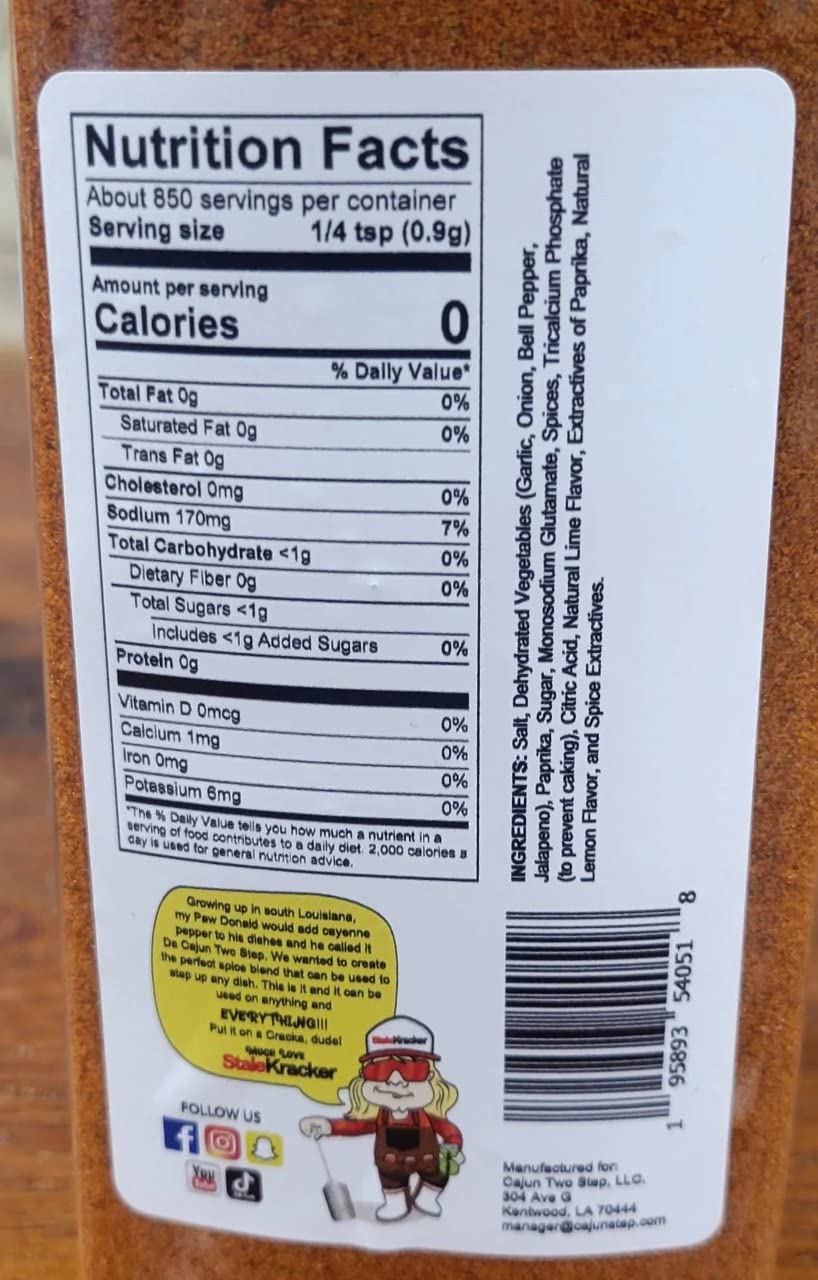 Nutrition Facts
About 850 servings per container
Serving size 1/4 tsp (0.9g)
Amount per serving
Calories 0
% Daily Value*
Total Fat 0g 0%
Saturated Fat 0g 0%
Trans Fat 0g
Cholesterol 0mg 0%
Sodium 170mg 7%
Total Carbohydrate <1g 0%
Dietary Fiber 0g 0%
Total Sugars <1g
Includes <1g Added Sugars 0%
Protein 0g
Vitamin D 0mcg 0%
Calcium 1mg 0%
Iron 0mg 0%
Potassium 6mg 0%
*The % Daily Value tells you how much a nutrient in a
serving of food contributes to a daily diet. 2,000 calories a
day is used for general nutrition advice.
INGREDIENTS: Salt, Dehydrated Vegetables (Garlic, Onion, Bell Pepper,
Jalapeno), Paprika, Sugar, Monosodium Glutamate, Spices, Tricalcium Phosphate
(to prevent caking), Citric Acid, Natural Lime Flavor, Extractives of Paprika, Natural
Lemon Flavor, and Spice Extractives.
Growing up in south Louisiana,
my Paw Donald would add cayenne
pepper to his dishes and he called it
Da Cajun Two Step. We wanted to create
the perfect spice blend that can be used to
step up any dish. This is it and it can be
used on anything and
EVERYTHING!!!
Put it on a Cracka, dude!
MUCH LOVE
StaleKracker
StaleKracker
FOLLOW US
You
Tube
1 95893 54051 8
Manufactured for:
Cajun Two Step, LLC.
304 Ave G
Kentwood, LA 70444
manager@cajunstep.com